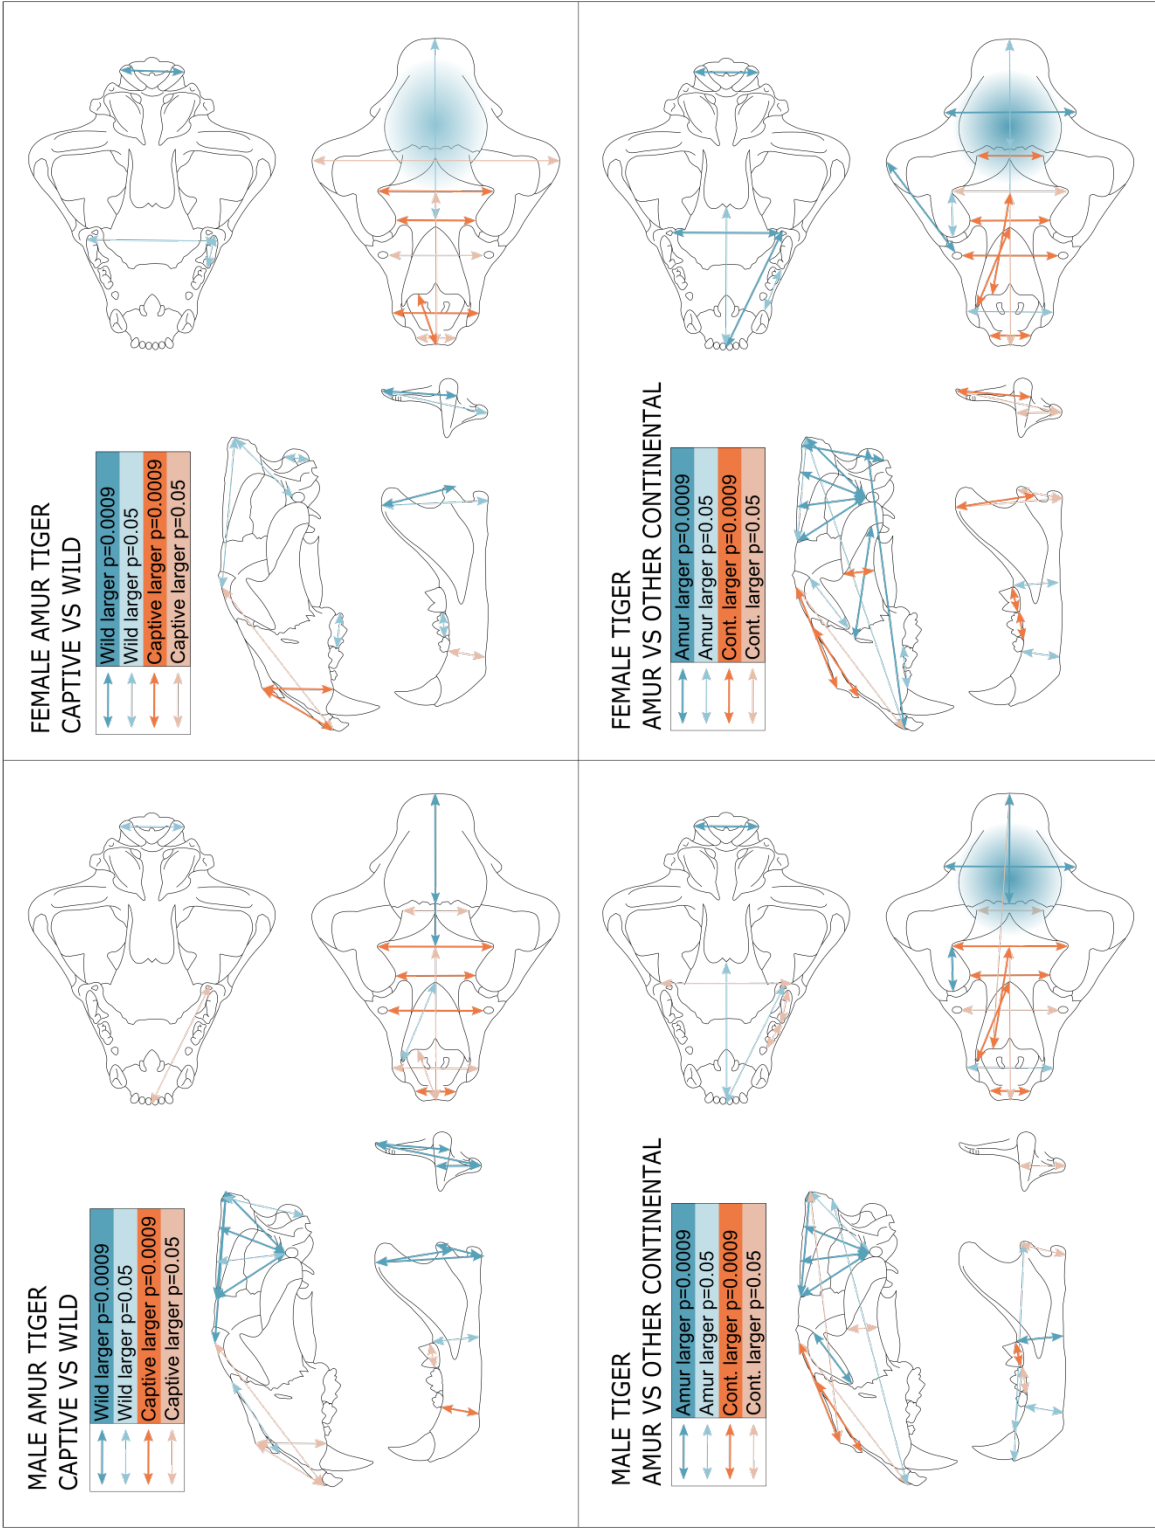 MALE AMUR TIGER
CAPTIVE VS WILD
Wild larger p=0.0009
Wild larger p=0.05
Captive larger p=0.0009
Captive larger p=0.05
FEMALE AMUR TIGER
CAPTIVE VS WILD
Wild larger p=0.0009
Wild larger p=0.05
Captive larger p=0.0009
Captive larger p=0.05
MALE TIGER
AMUR VS OTHER CONTINENTAL
Amur larger p=0.0009
Amur larger p=0.05
Cont. larger p=0.0009
Cont. larger p=0.05
FEMALE TIGER
AMUR VS OTHER CONTINENTAL
Amur larger p=0.0009
Amur larger p=0.05
Cont. larger p=0.0009
Cont. larger p=0.05